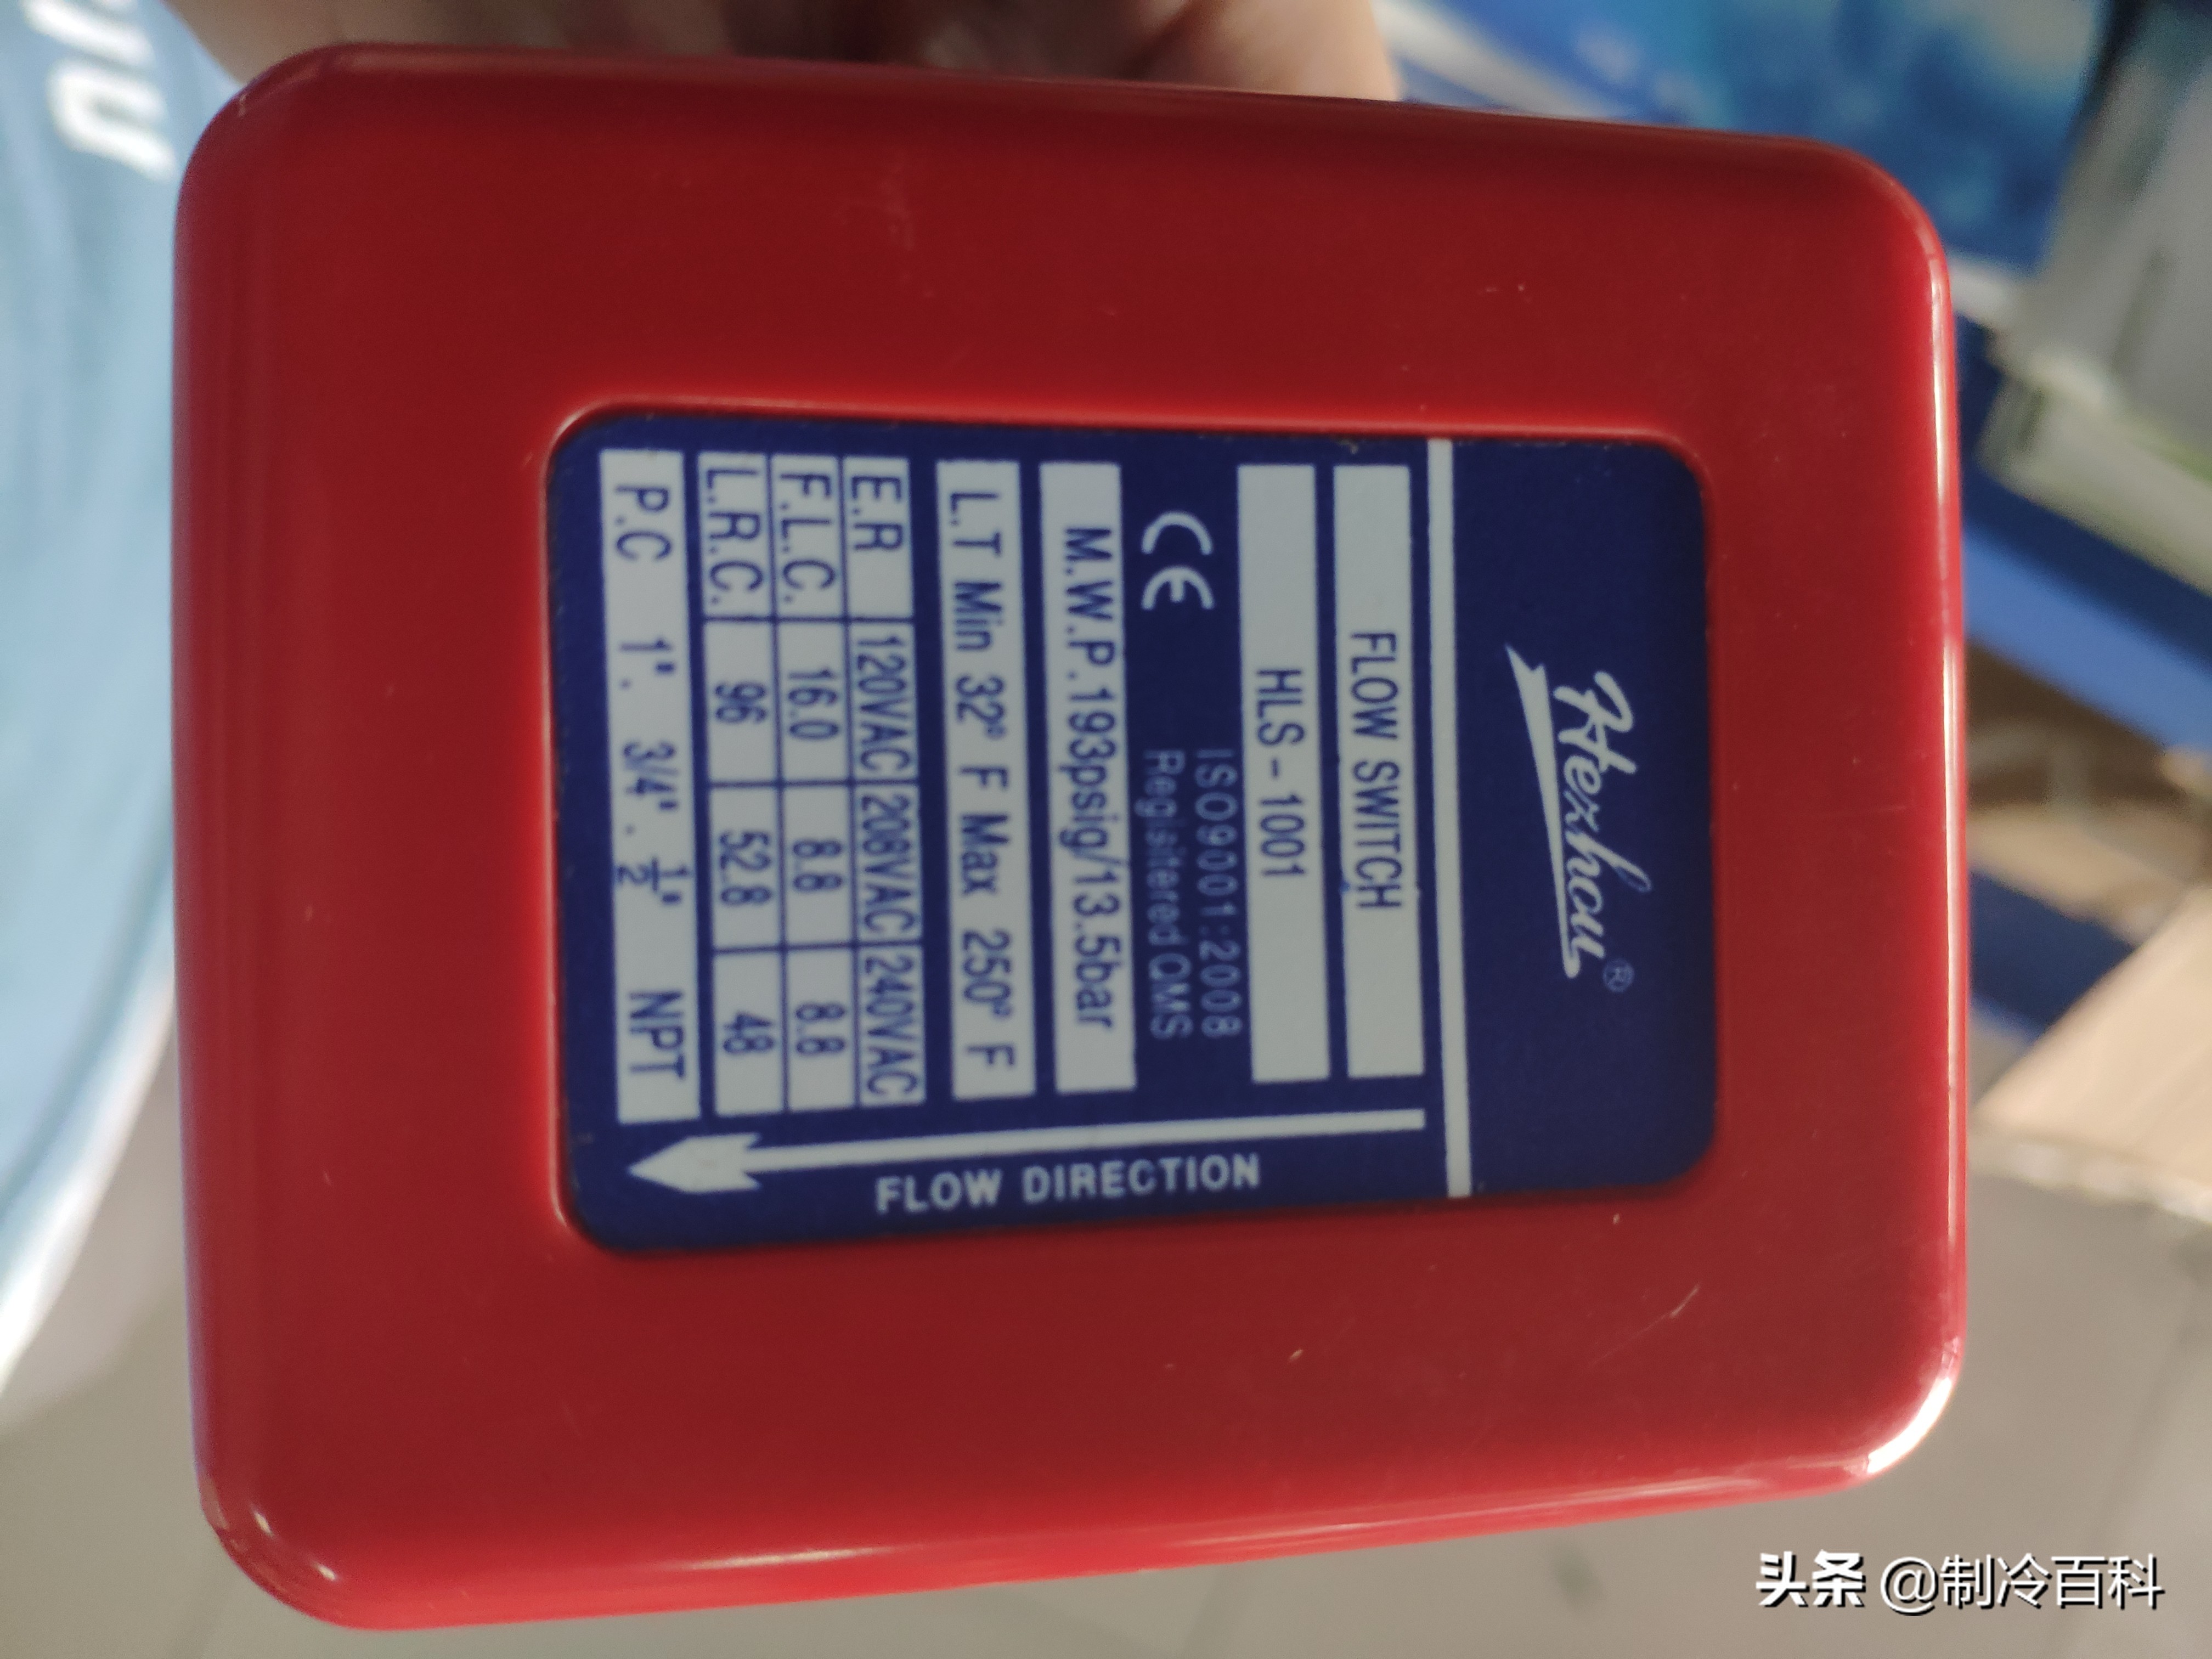 Hezhou®
FLOW SWITCH
HLS-1001
CE
ISO9001:2008
Registered QMS
M.W.P.193psig/13.5bar
L.T Min 32° F Max 250° F
E.R 120VAC 208VAC 240VAC
F.L.C. 16.0 8.8 8.8
L.R.C. 96 52.8 48
P.C 1". 3/4". 1/2" NPT
FLOW DIRECTION
头条 @制冷百科